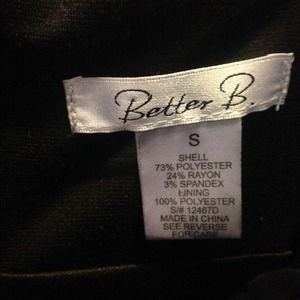 Better B.
S
SHELL
73% POLYESTER
24% RAYON
3% SPANDEX
LINING
100% POLYESTER
S/# 12467D
MADE IN CHINA
SEE REVERSE
FOR CARE